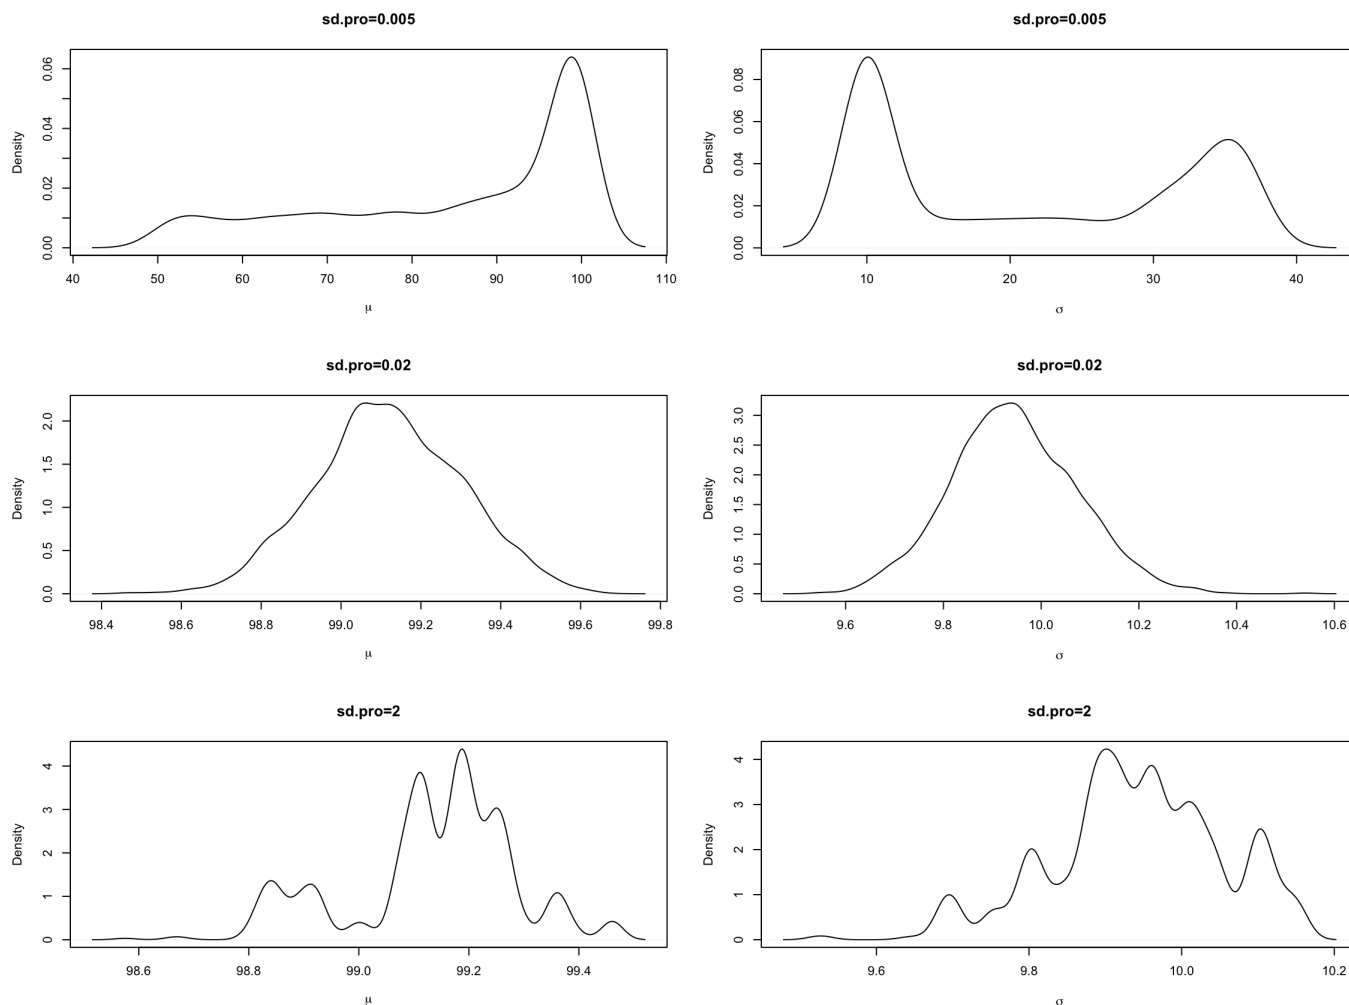 sd.pro=0.005
sd.pro=0.005
Density
0.00 0.02 0.04 0.06
40 50 60 70 80 90 100 110
μ
Density
0.00 0.02 0.04 0.06 0.08
10 20 30 40
σ
sd.pro=0.02
sd.pro=0.02
Density
0.0 0.5 1.0 1.5 2.0
98.4 98.6 98.8 99.0 99.2 99.4 99.6 99.8
μ
Density
0.0 0.5 1.0 1.5 2.0 2.5 3.0
9.6 9.8 10.0 10.2 10.4 10.6
σ
sd.pro=2
sd.pro=2
Density
0 1 2 3 4
98.6 98.8 99.0 99.2 99.4
μ
Density
0 1 2 3 4
9.6 9.8 10.0 10.2
σ